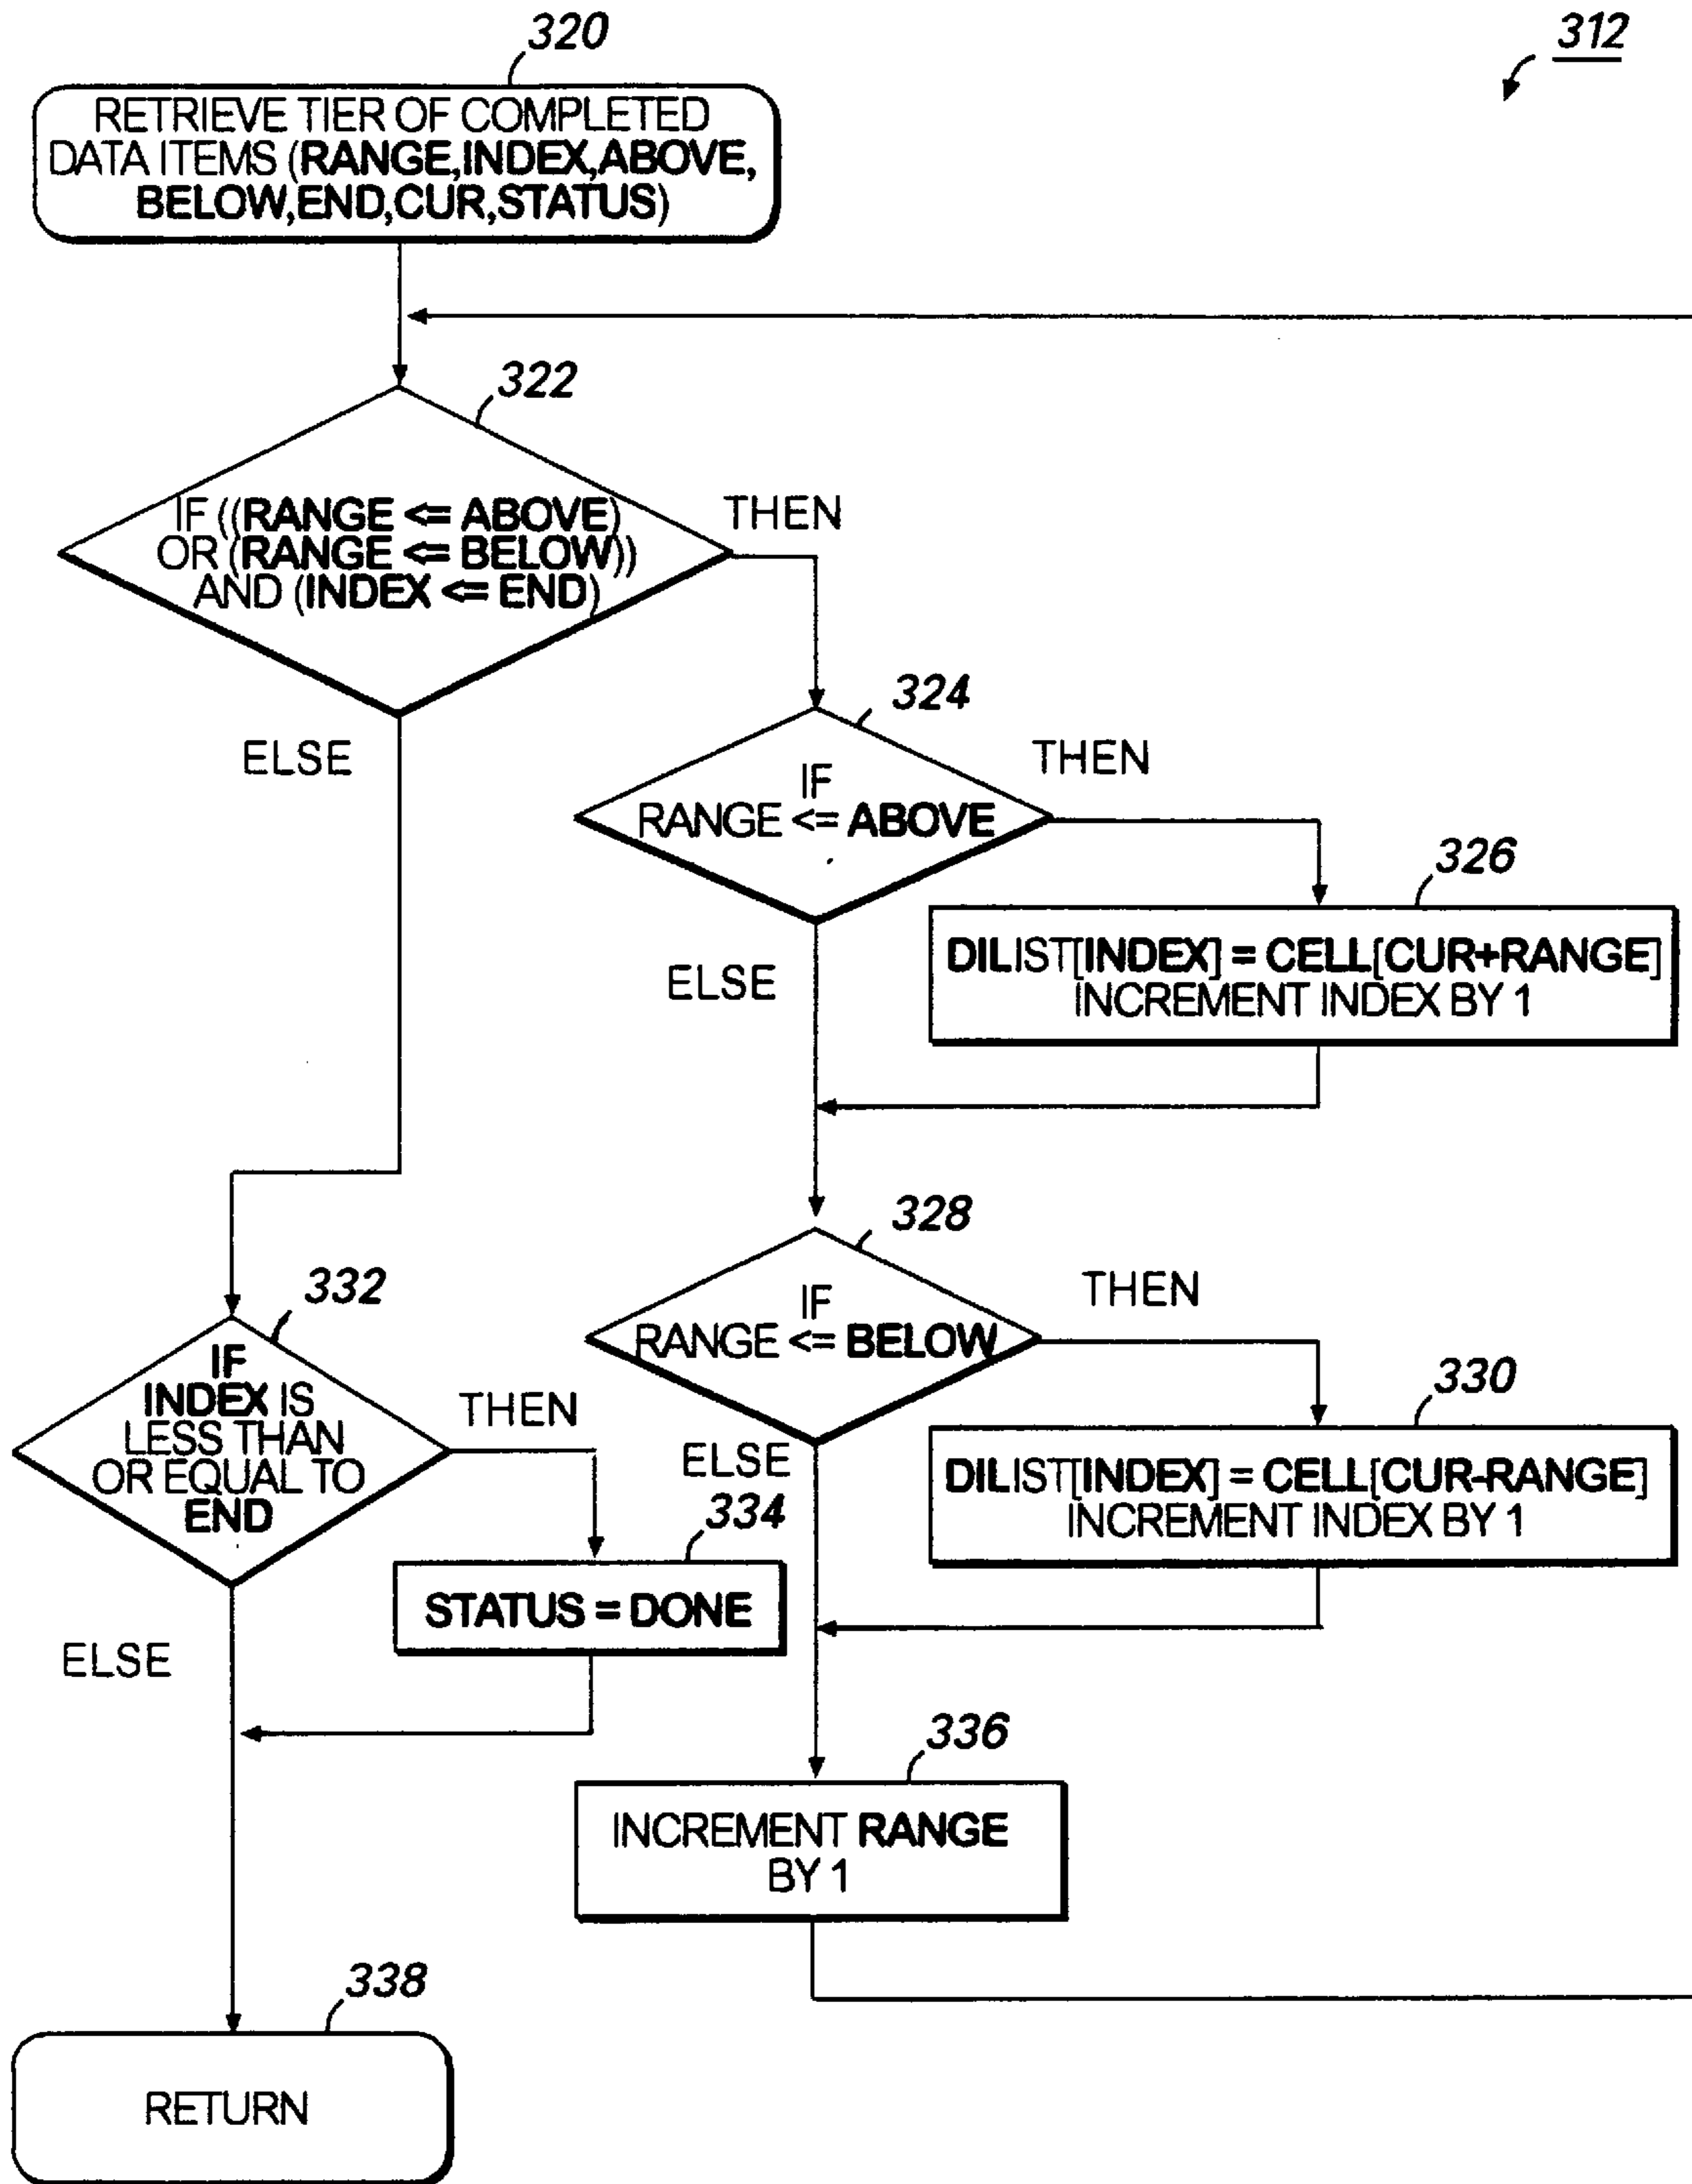 320
312
RETRIEVE TIER OF COMPLETED
DATA ITEMS (RANGE,INDEX,ABOVE,
BELOW,END,CUR,STATUS)
322
IF ((RANGE <= ABOVE)
OR (RANGE <= BELOW))
AND (INDEX <= END)
THEN
ELSE
324
IF
RANGE <= ABOVE
THEN
ELSE
326
DILIST[INDEX] = CELL[CUR+RANGE]
INCREMENT INDEX BY 1
328
IF
RANGE <= BELOW
THEN
ELSE
330
DILIST[INDEX] = CELL[CUR-RANGE]
INCREMENT INDEX BY 1
332
IF
INDEX IS
LESS THAN
OR EQUAL TO
END
THEN
ELSE
334
STATUS = DONE
336
INCREMENT RANGE
BY 1
338
RETURN